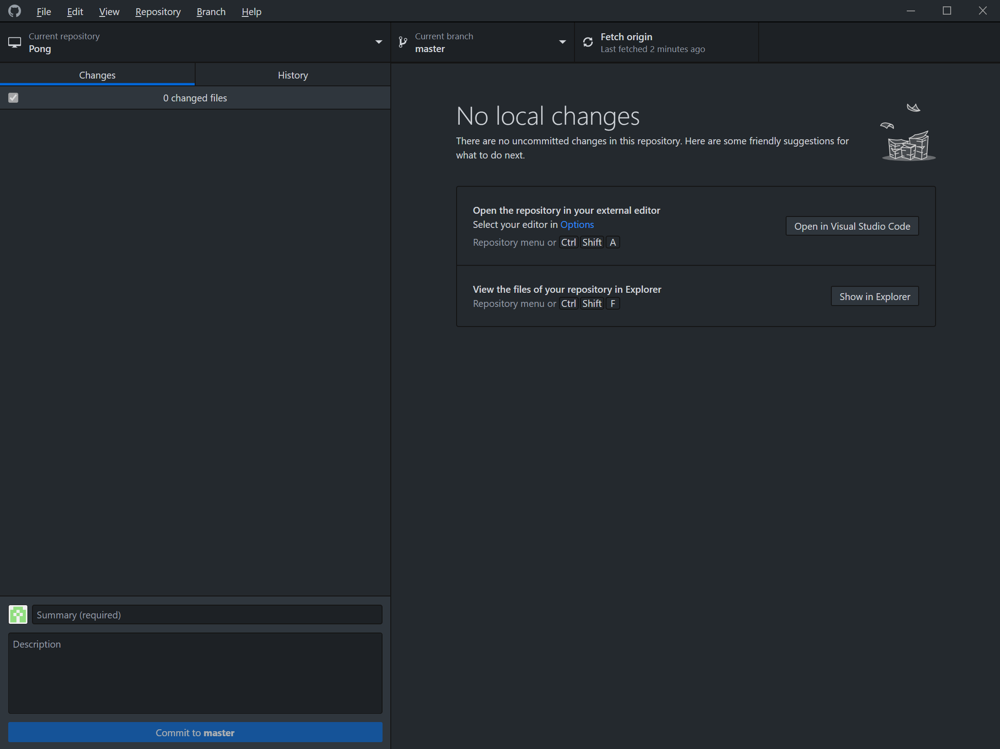 File Edit View Repository Branch Help
Current repository
Pong
Current branch
master
Fetch origin
Last fetched 2 minutes ago
Changes
History
0 changed files
No local changes
There are no uncommitted changes in this repository. Here are some friendly suggestions for
what to do next.
Open the repository in your external editor
Select your editor in Options
Repository menu or Ctrl Shift A
Open in Visual Studio Code
View the files of your repository in Explorer
Repository menu or Ctrl Shift F
Show in Explorer
Summary (required)
Description
Commit to master